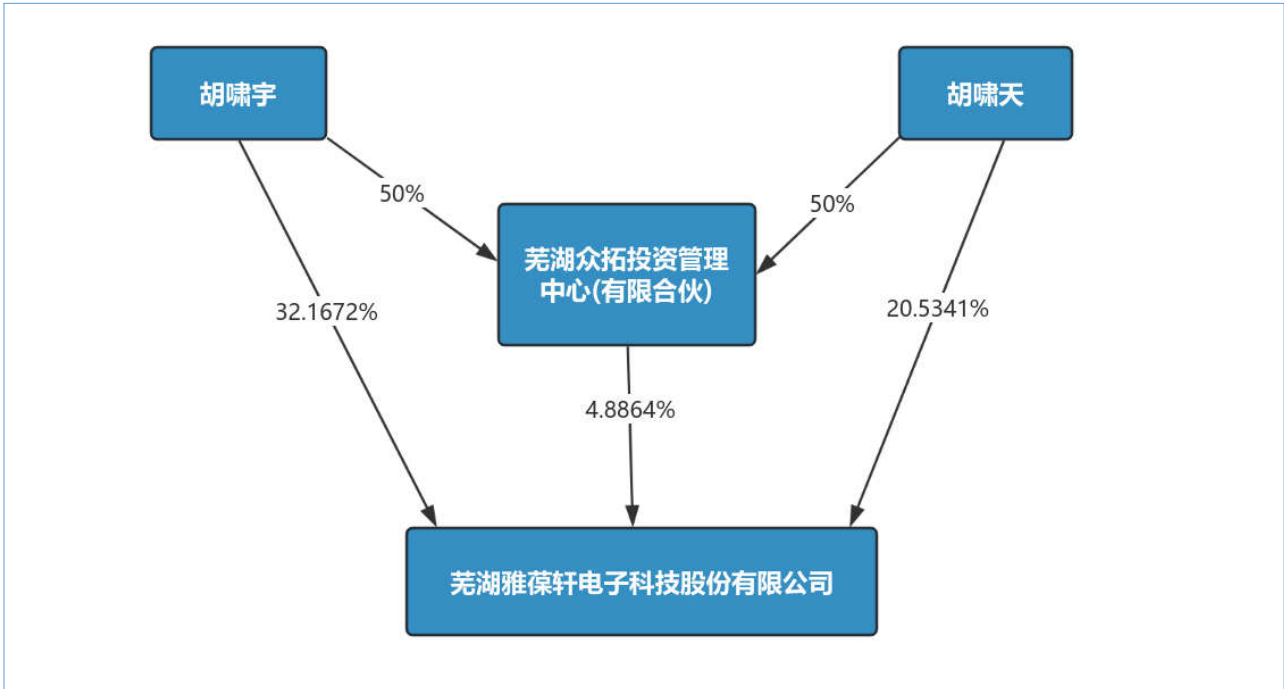 胡啸宇
胡啸天
50%
50%
芜湖众拓投资管理
中心(有限合伙)
32.1672%
20.5341%
4.8864%
芜湖雅葆轩电子科技股份有限公司